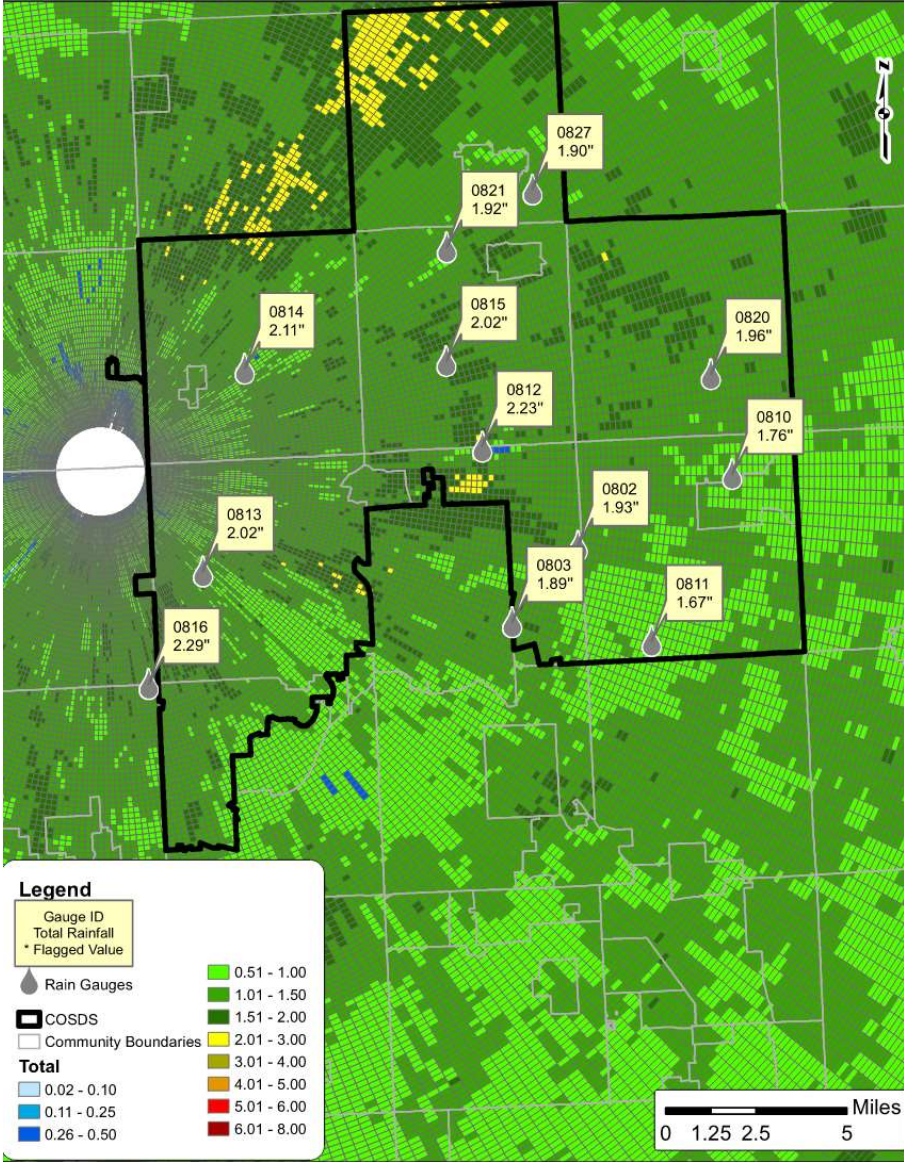 N
0827
1.90"
0821
1.92"
0814
2.11"
0815
2.02"
0820
1.96"
0812
2.23"
0810
1.76"
0802
1.93"
0813
2.02"
0803
1.89"
0811
1.67"
0816
2.29"
Legend
Gauge ID
Total Rainfall
* Flagged Value
Rain Gauges
COSDS
Community Boundaries
Total
0.02 - 0.10
0.11 - 0.25
0.26 - 0.50
0.51 - 1.00
1.01 - 1.50
1.51 - 2.00
2.01 - 3.00
3.01 - 4.00
4.01 - 5.00
5.01 - 6.00
6.01 - 8.00
Miles
0 1.25 2.5 5